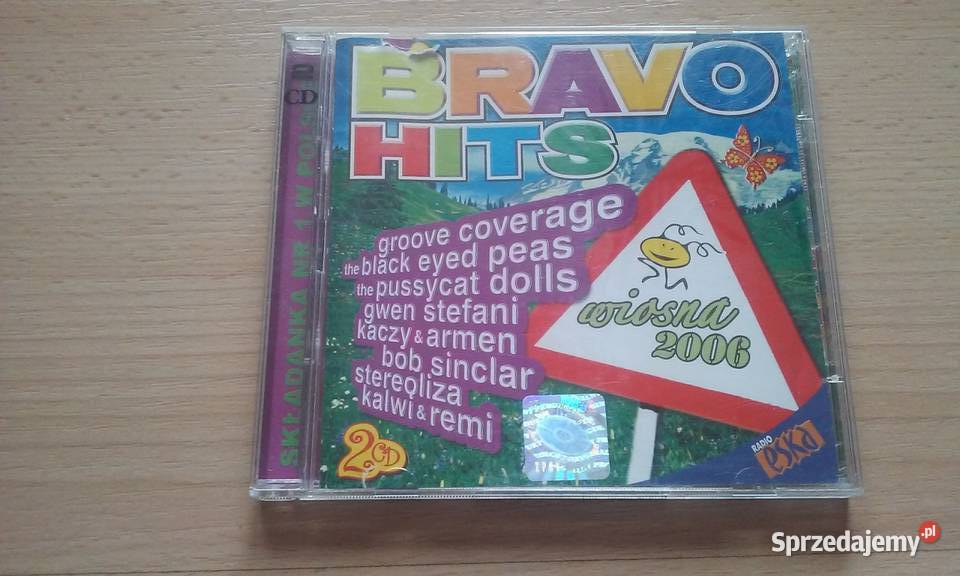 BRAVO
HITS
groove coverage
the black eyed peas
the pussycat dolls
gwen stefani
kaczy & armen
bob sinclar
stereoliza
kalwi & remi
2CD
wiosna
2006
RADIO
eska
CD
SKŁADANKA NR 1 W
Sprzedajemy.pl